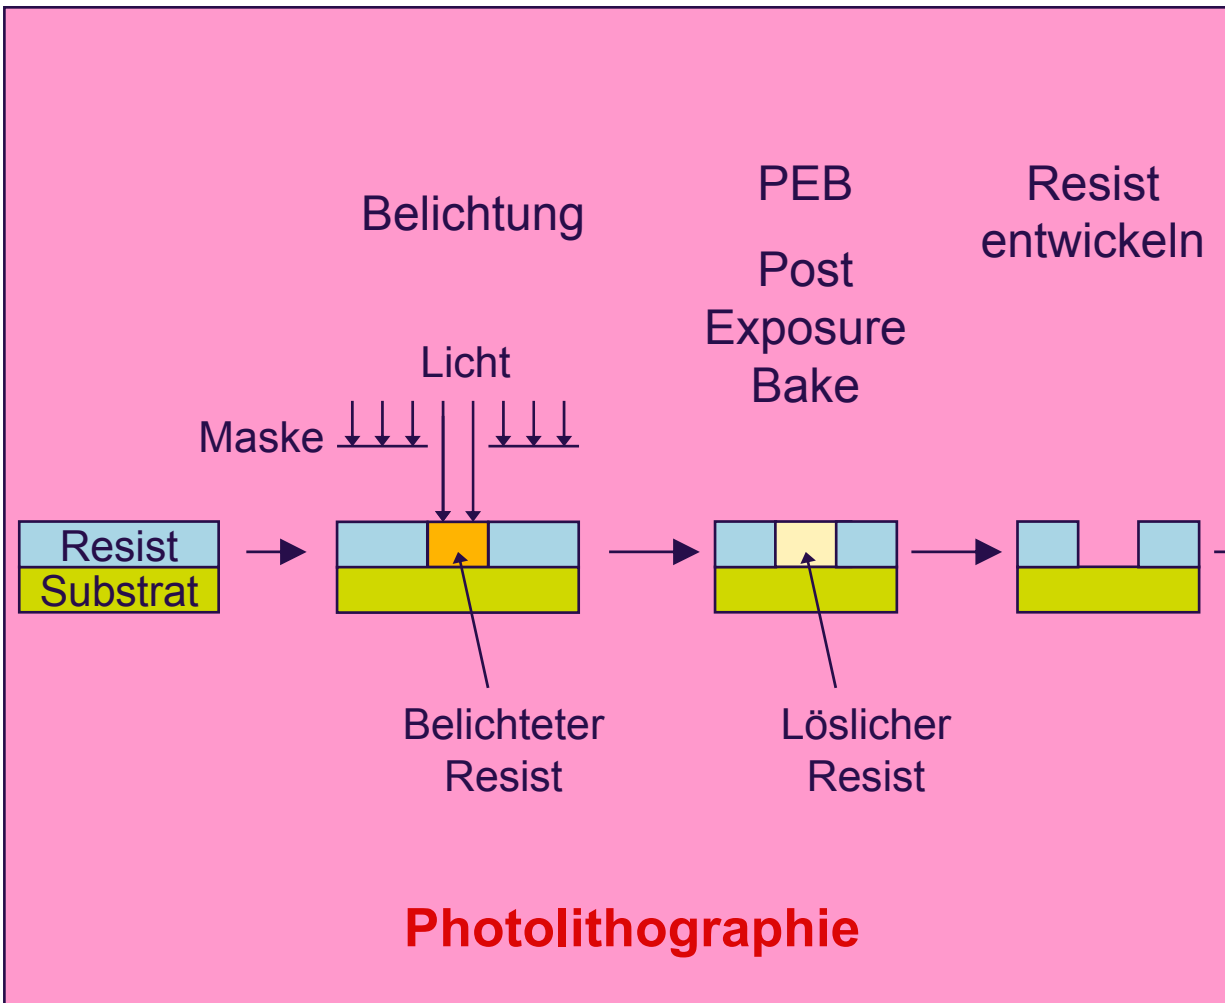 Belichtung
PEB
Post
Exposure
Bake
Resist
entwickeln
Licht
Maske
Resist
Substrat
Belichteter
Resist
Löslicher
Resist
Photolithographie